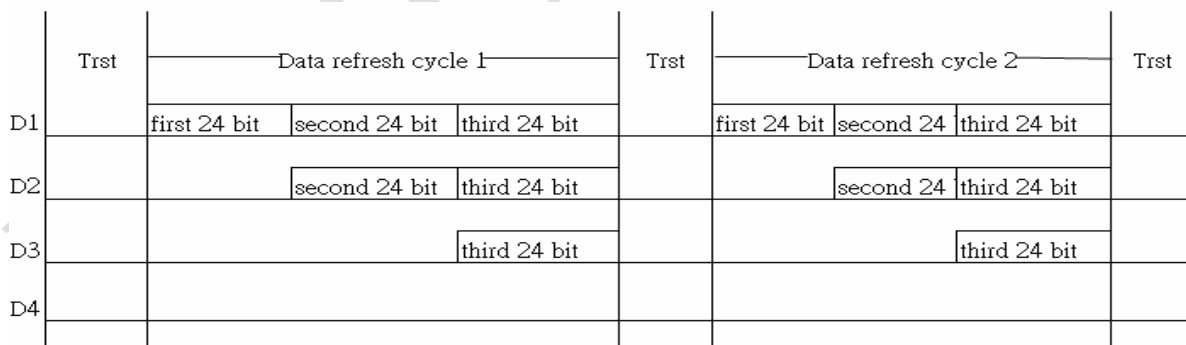 Trst Data refresh cycle 1 Trst Data refresh cycle 2 Trst
D1 first 24 bit second 24 bit third 24 bit first 24 bit second 24 third 24 bit
D2 second 24 bit third 24 bit second 24 third 24 bit
D3 third 24 bit third 24 bit
D4